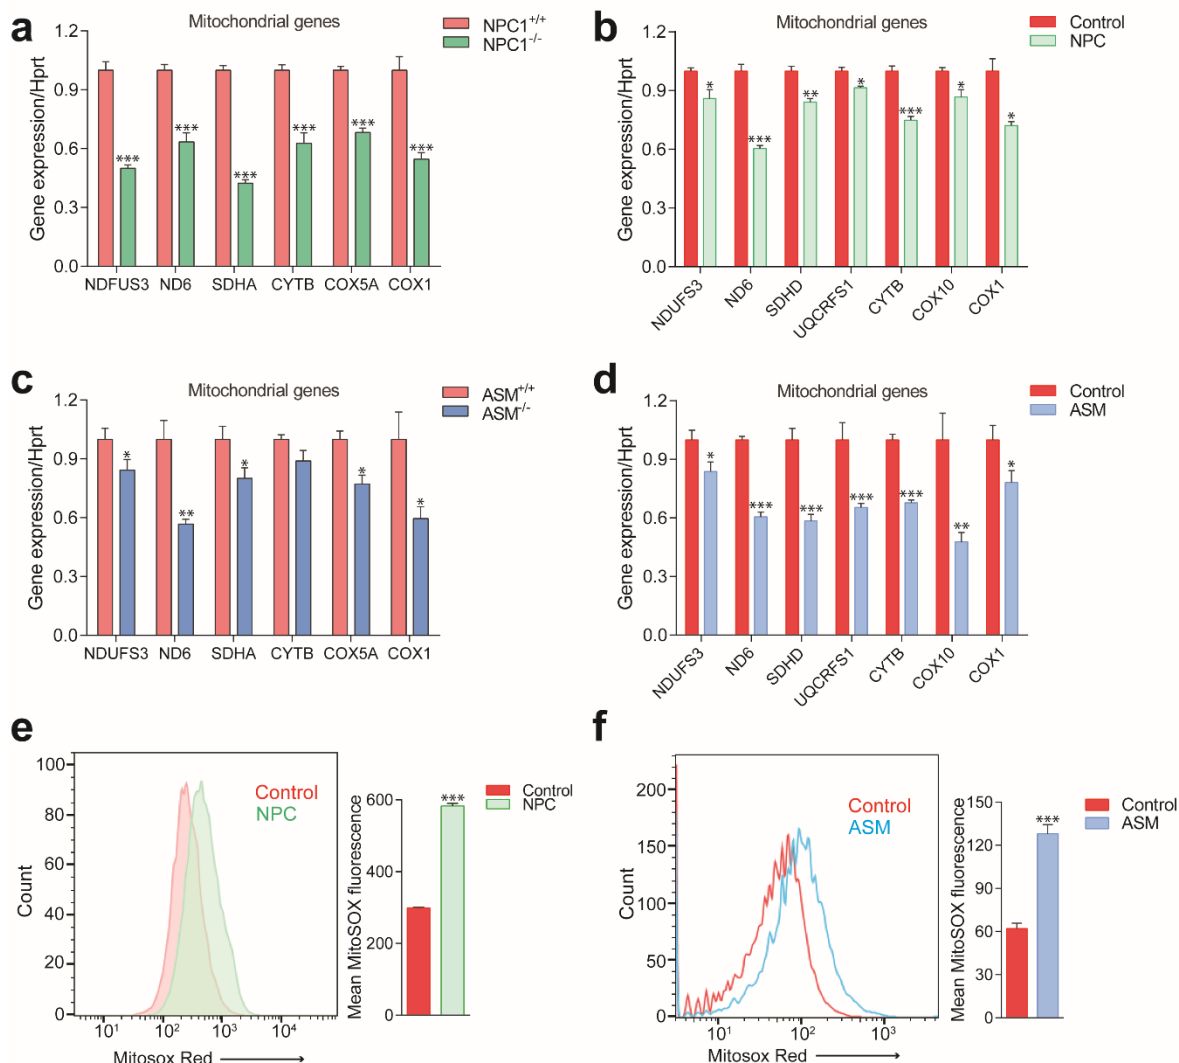 a
Mitochondrial genes
NPC1+/+
NPC1-/-
Gene expression/Hprt
1.2
0.9
0.6
0.3
0.0
***
***
***
***
***
***
NDFUS3 ND6 SDHA CYTB COX5A COX1
b
Mitochondrial genes
Control
NPC
Gene expression/Hprt
1.2
0.9
0.6
0.3
0.0
*
***
**
*
***
*
*
NDUFS3 ND6 SDHD UQCRFS1 CYTB COX10 COX1
c
Mitochondrial genes
ASM+/+
ASM-/-
Gene expression/Hprt
1.2
0.9
0.6
0.3
0.0
*
**
*
*
*
NDUFS3 ND6 SDHA CYTB COX5A COX1
d
Mitochondrial genes
Control
ASM
Gene expression/Hprt
1.2
0.9
0.6
0.3
0.0
*
***
***
***
***
**
*
NDUFS3 ND6 SDHD UQCRFS1 CYTB COX10 COX1
e
Count
100
80
60
40
20
0
Control
NPC
10¹ 10² 10³ 10⁴
Mitosox Red
Mean MitoSOX fluorescence
600
400
200
0
***
Control
NPC
f
Count
200
150
100
50
0
Control
ASM
10¹ 10² 10³
Mitosox Red
Mean MitoSOX fluorescence
150
120
90
60
30
0
***
Control
ASM